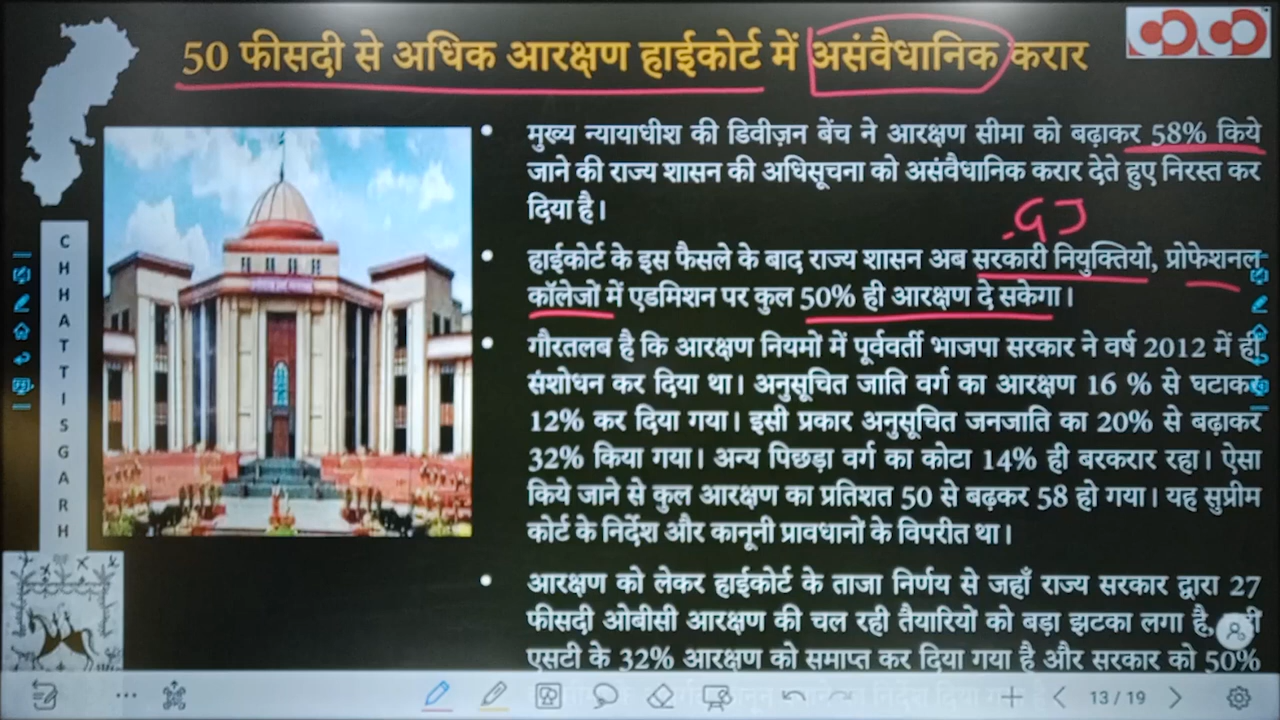 50 फीसदी से अधिक आरक्षण हाईकोर्ट में असंवैधानिक करार
• मुख्य न्यायाधीश की डिवीज़न बेंच ने आरक्षण सीमा को बढ़ाकर 58% किये
जाने की राज्य शासन की अधिसूचना को असंवैधानिक करार देते हुए निरस्त कर
दिया है।
GJ
• हाईकोर्ट के इस फैसले के बाद राज्य शासन अब सरकारी नियुक्तियों, प्रोफेशनल
कॉलेजों में एडमिशन पर कुल 50% ही आरक्षण दे सकेगा।
• गौरतलब है कि आरक्षण नियमों में पूर्ववर्ती भाजपा सरकार ने वर्ष 2012 में ही
संशोधन कर दिया था। अनुसूचित जाति वर्ग का आरक्षण 16 % से घटाकर
12% कर दिया गया। इसी प्रकार अनुसूचित जनजाति का 20% से बढ़ाकर
32% किया गया। अन्य पिछड़ा वर्ग का कोटा 14% ही बरकरार रहा। ऐसा
किये जाने से कुल आरक्षण का प्रतिशत 50 से बढ़कर 58 हो गया। यह सुप्रीम
कोर्ट के निर्देश और कानूनी प्रावधानों के विपरीत था।
• आरक्षण को लेकर हाईकोर्ट के ताजा निर्णय से जहाँ राज्य सरकार द्वारा 27
फीसदी ओबीसी आरक्षण की चल रही तैयारियों को बड़ा झटका लगा है,
एसटी के 32% आरक्षण को समाप्त कर दिया गया है और सरकार को 50%
CHHATTISGARH
13 / 19